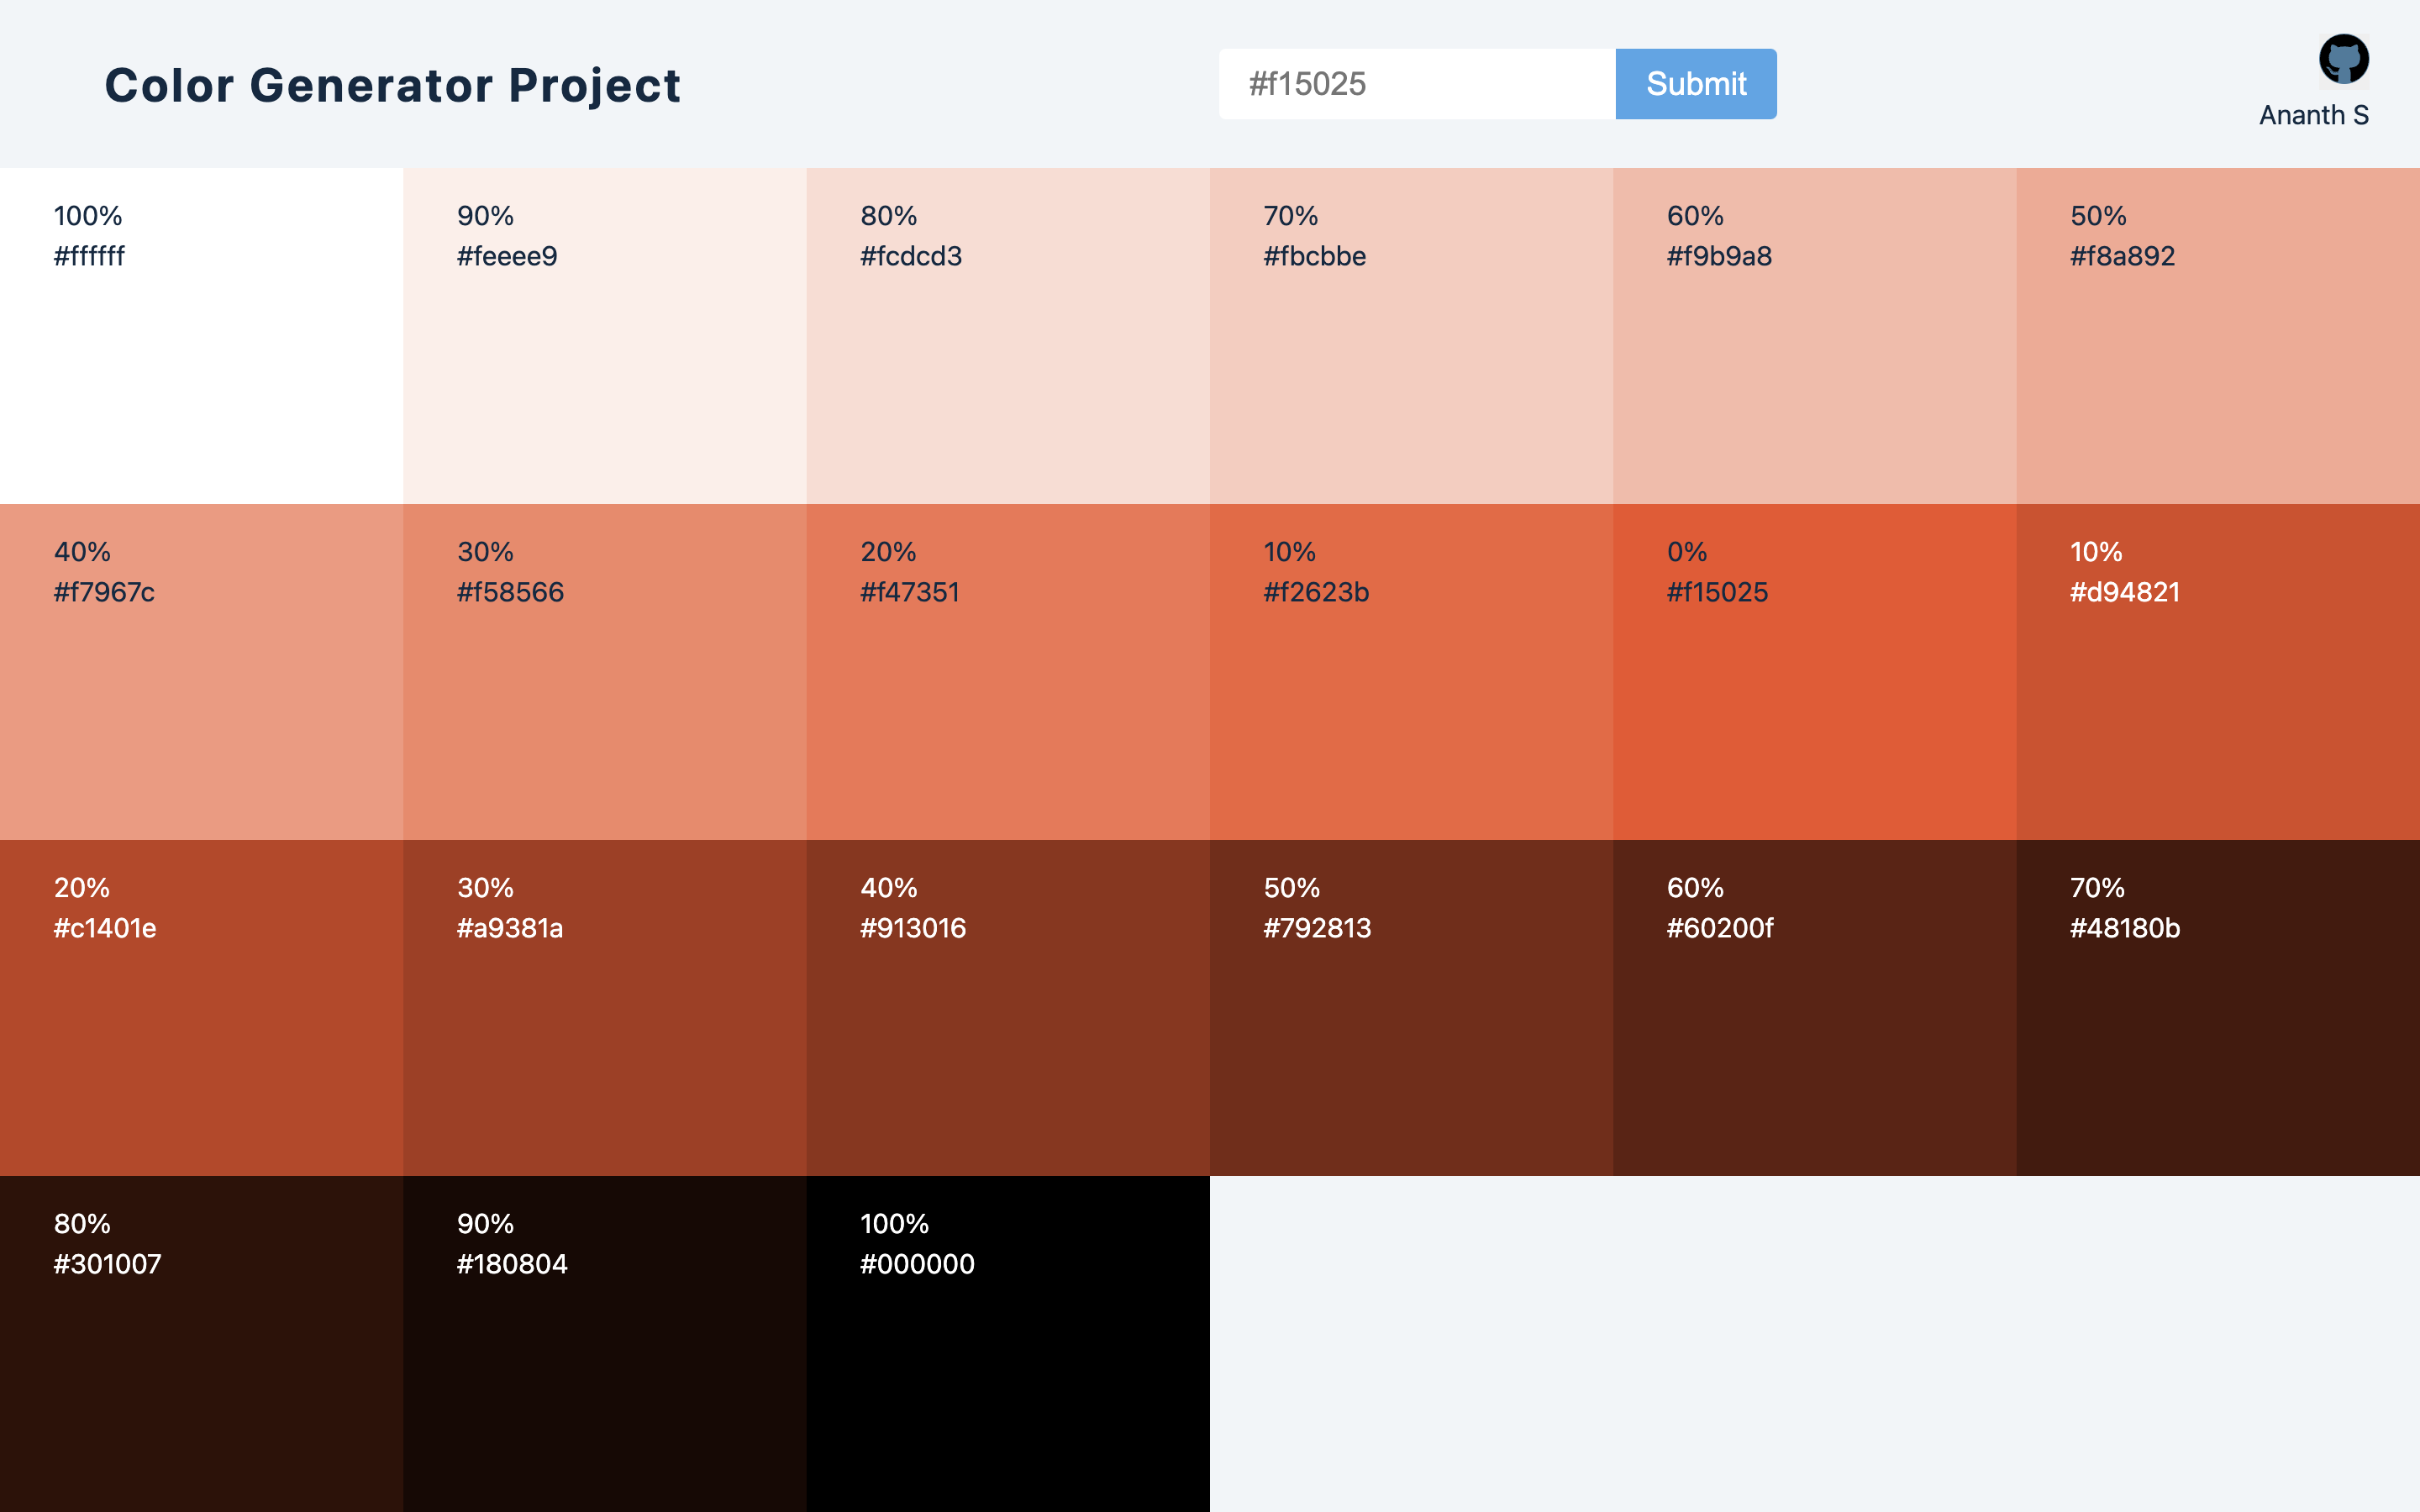 Color Generator Project
#f15025
Submit
Ananth S
100%
#ffffff
90%
#feeee9
80%
#fcdcd3
70%
#fbcbbe
60%
#f9b9a8
50%
#f8a892
40%
#f7967c
30%
#f58566
20%
#f47351
10%
#f2623b
0%
#f15025
10%
#d94821
20%
#c1401e
30%
#a9381a
40%
#913016
50%
#792813
60%
#60200f
70%
#48180b
80%
#301007
90%
#180804
100%
#000000